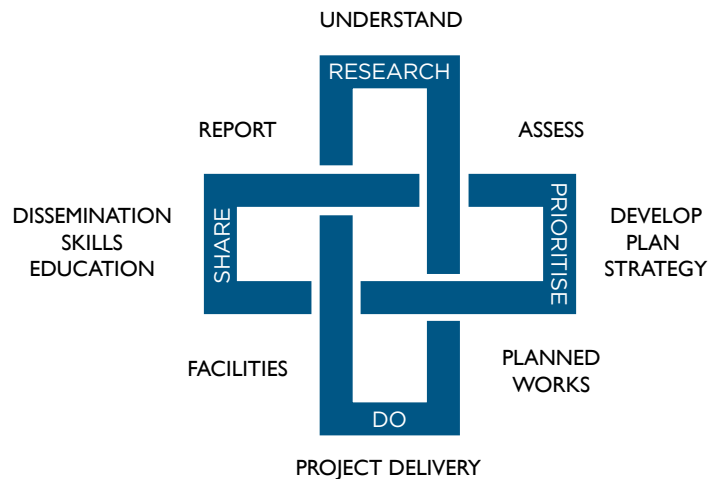 UNDERSTAND
RESEARCH
REPORT
ASSESS
SHARE
PRIORITISE
DISSEMINATION
SKILLS
EDUCATION
DEVELOP
PLAN
STRATEGY
FACILITIES
PLANNED
WORKS
DO
PROJECT DELIVERY